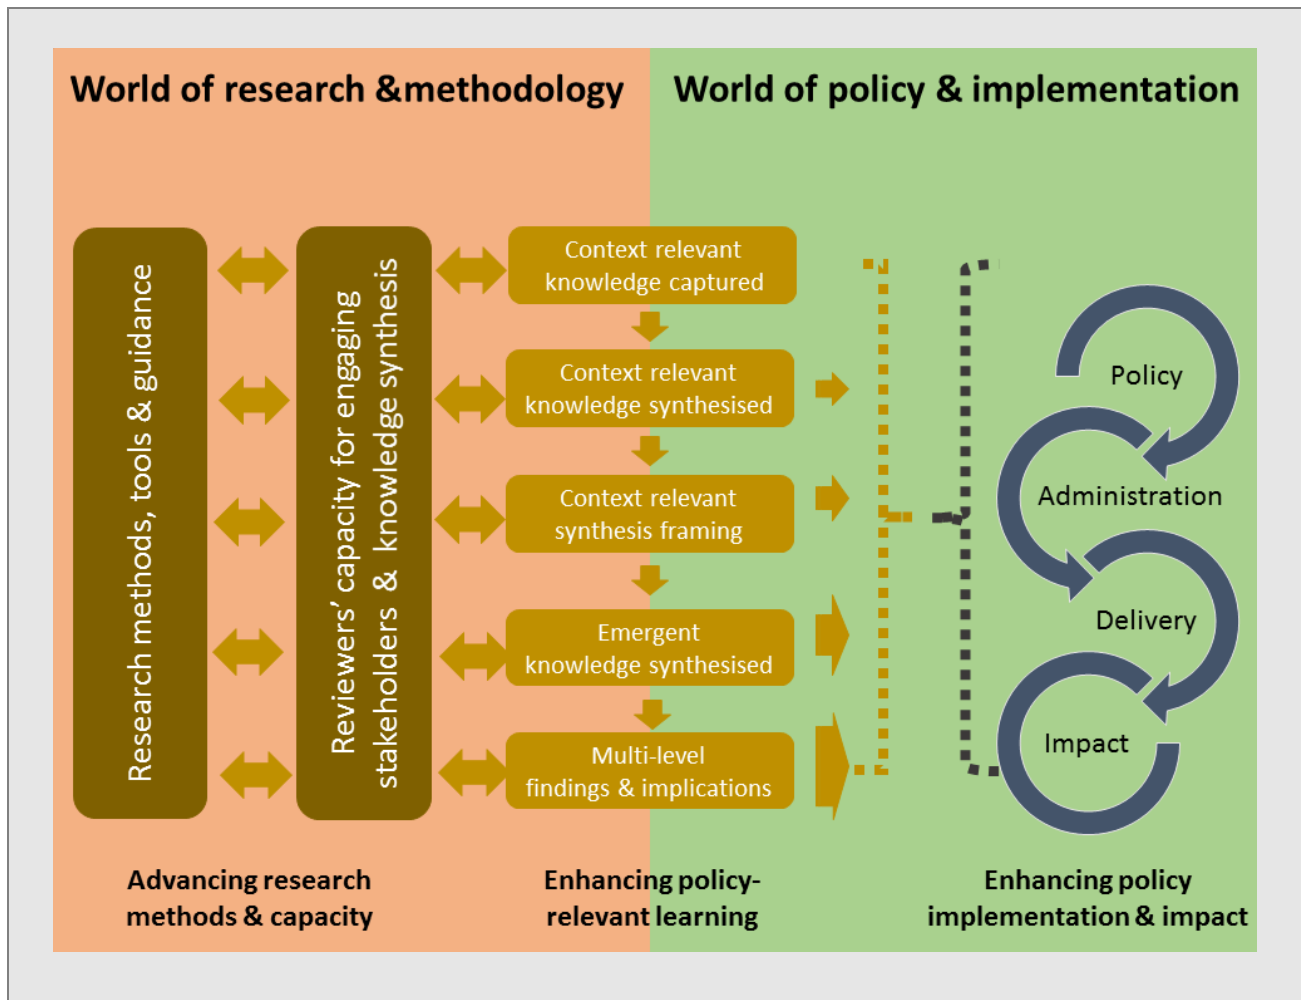 World of research &methodology
World of policy & implementation
Research methods, tools & guidance
Reviewers’ capacity for engaging
stakeholders & knowledge synthesis
Context relevant
knowledge captured
Context relevant
knowledge synthesised
Context relevant
synthesis framing
Emergent
knowledge synthesised
Multi-level
findings & implications
Policy
Administration
Delivery
Impact
Advancing research
methods & capacity
Enhancing policy-
relevant learning
Enhancing policy
implementation & impact